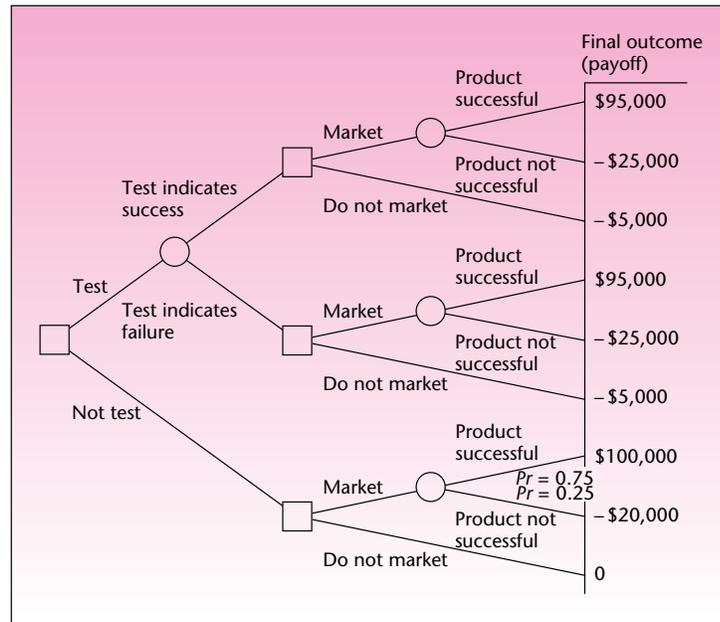 Final outcome
(payoff)
Product
successful
$95,000
Market
Product not
successful
– $25,000
Test indicates
success
Do not market
– $5,000
Product
successful
$95,000
Test
Test indicates
failure
Market
Product not
successful
– $25,000
Do not market
– $5,000
Not test
Product
successful
$100,000
Pr = 0.75
Market
Pr = 0.25
Product not
successful
– $20,000
Do not market
0